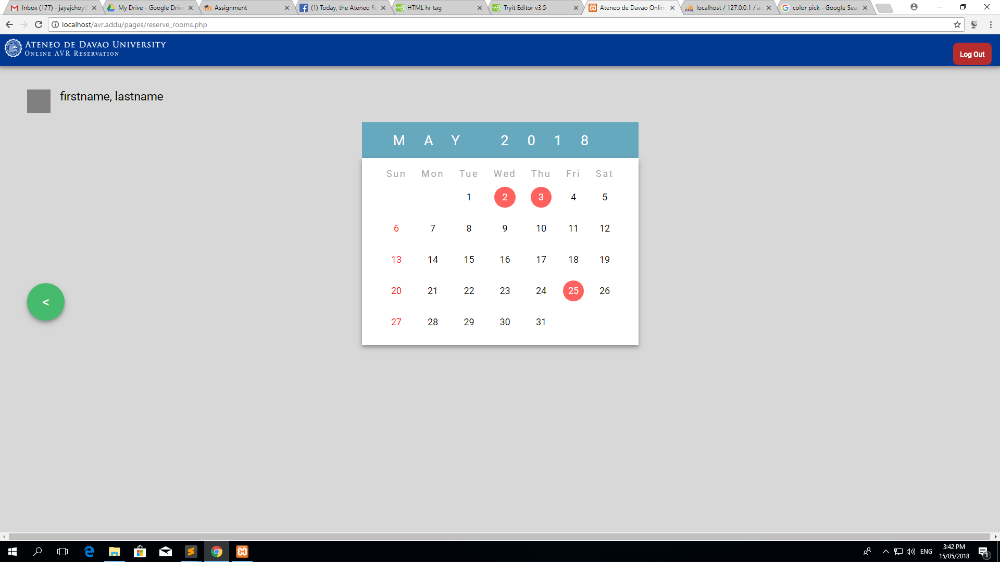 Inbox (177) - jayajchoy
My Drive - Google Drive
Assignment
(1) Today, the Ateneo R
HTML hr tag
Tryit Editor v3.5
Ateneo de Davao Onlin
localhost / 127.0.0.1 / a
color pick - Google Sea
localhost/avr.addu/pages/reserve_rooms.php
Ateneo de Davao University
Online AVR Reservation
Log Out
firstname, lastname
MAY 2018
Sun Mon Tue Wed Thu Fri Sat
1 2 3 4 5
6 7 8 9 10 11 12
13 14 15 16 17 18 19
20 21 22 23 24 25 26
27 28 29 30 31
<
ENG
3:42 PM
15/05/2018
1